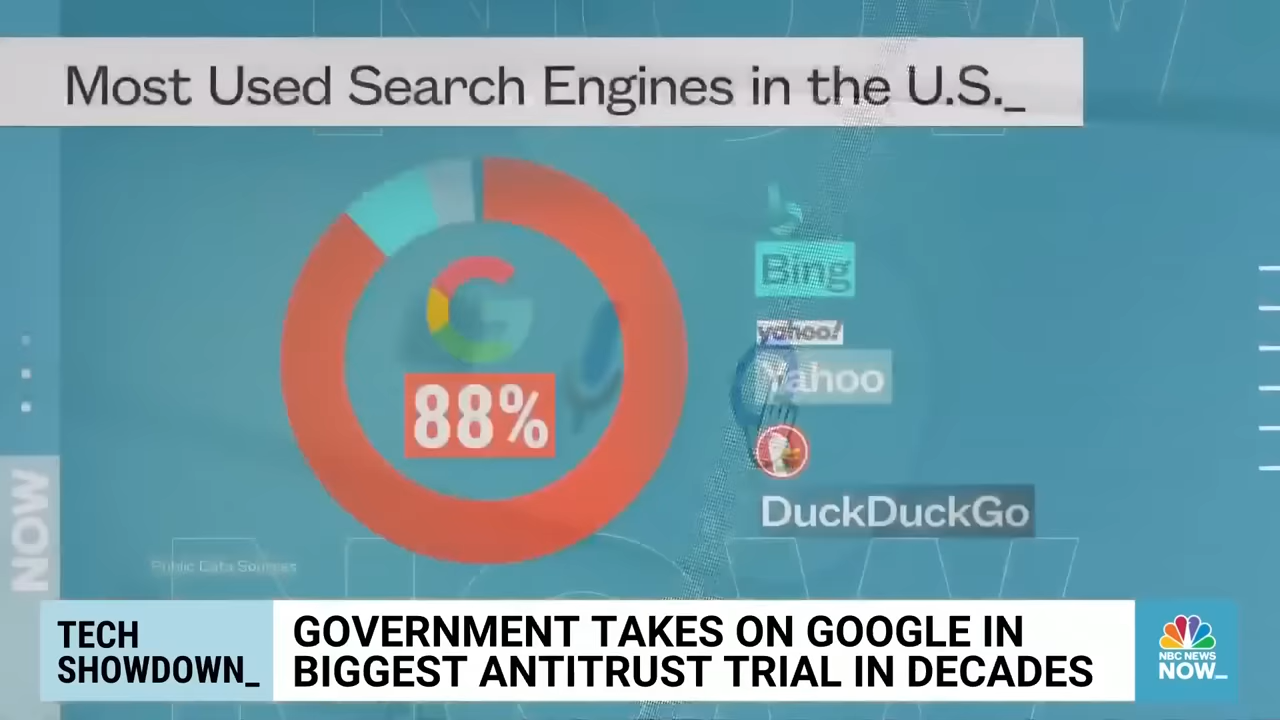 Most Used Search Engines in the U.S._
88%
Bing
yahoo!
Yahoo
DuckDuckGo
NOW
Public Data Sources
TECH
SHOWDOWN_
GOVERNMENT TAKES ON GOOGLE IN
BIGGEST ANTITRUST TRIAL IN DECADES
NBC NEWS
NOW_